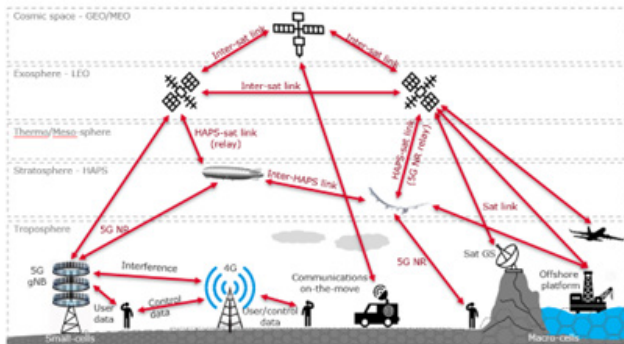 Cosmic space - GEO/MEO
Inter-sat link
Inter-sat link
Exosphere - LEO
Inter-sat link
Thermo/Meso-sphere
HAPS-sat link
(relay)
HAPS-sat link
(5G NR relay)
Stratosphere - HAPS
Inter-HAPS link
Sat link
Troposphere
5G NR
5G NR
Sat GS
5G
gNB
Interference
4G
Communications
on-the-move
Offshore
platform
User
data
Control
data
User/control
data
Small-cells
Macro-cells